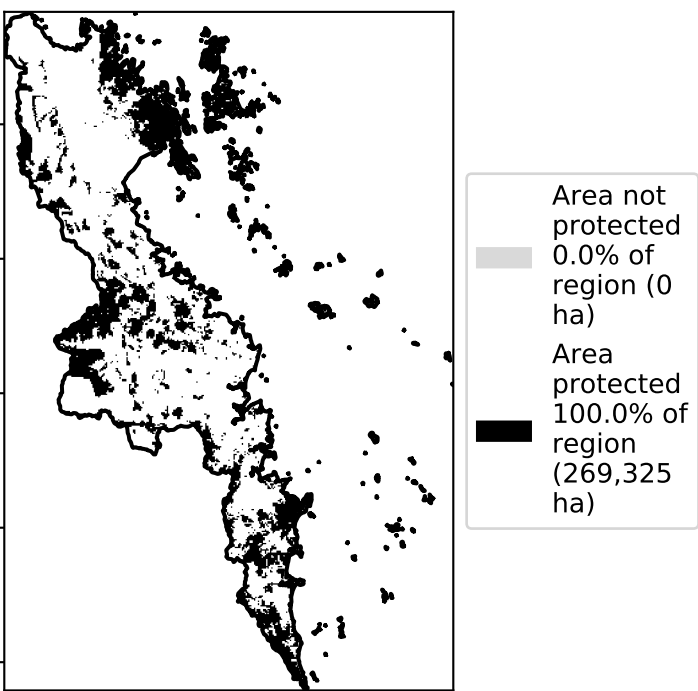 Area not
protected
0.0% of
region (0
ha)
Area
protected
100.0% of
region
(269,325
ha)